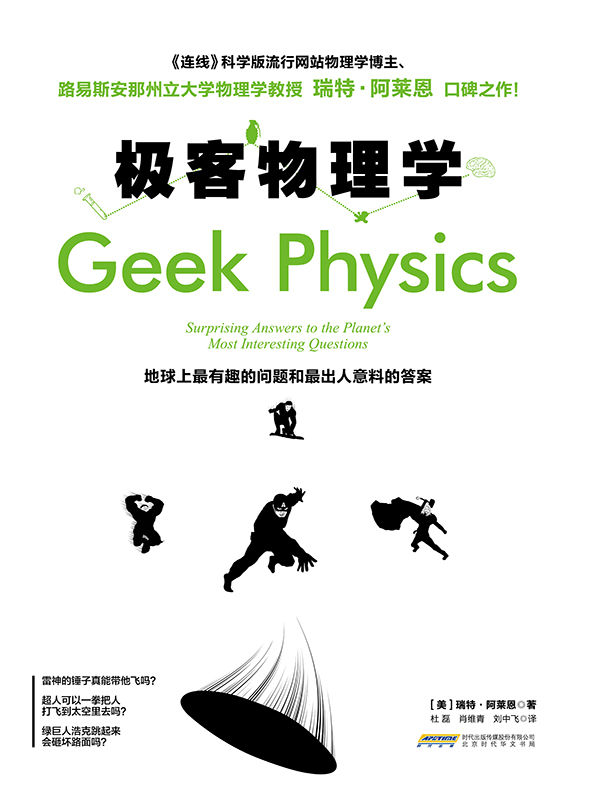 《连线》科学版流行网站物理学博主、
路易斯安那州立大学物理学教授 瑞特·阿莱恩 口碑之作！
极客物理学
Geek Physics
Surprising Answers to the Planet's
Most Interesting Questions
地球上最有趣的问题和最出人意料的答案
雷神的锤子真能带他飞吗？
超人可以一拳把人
打飞到太空里去吗？
绿巨人浩克跳起来
会砸坏路面吗？
［美］瑞特·阿莱恩◎著
杜 磊 肖维青 刘中飞◎译
APTIME
时代出版
时代出版传媒股份有限公司
北京时代华文书局